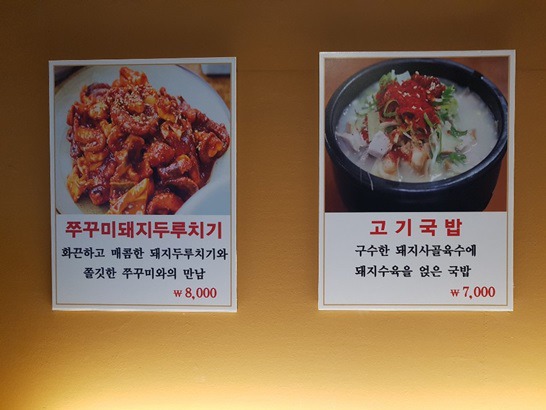 쭈꾸미돼지두루치기
화끈하고 매콤한 돼지두루치기와
쫄깃한 쭈꾸미와의 만남
₩ 8,000
고기국밥
구수한 돼지사골육수에
돼지수육을 얹은 국밥
₩ 7,000